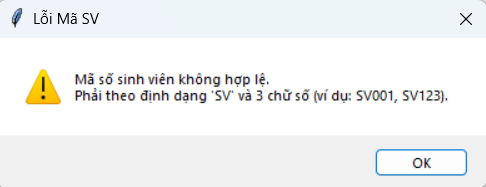 Lỗi Mã SV
Mã số sinh viên không hợp lệ.
Phải theo định dạng 'SV' và 3 chữ số (ví dụ: SV001, SV123).
OK